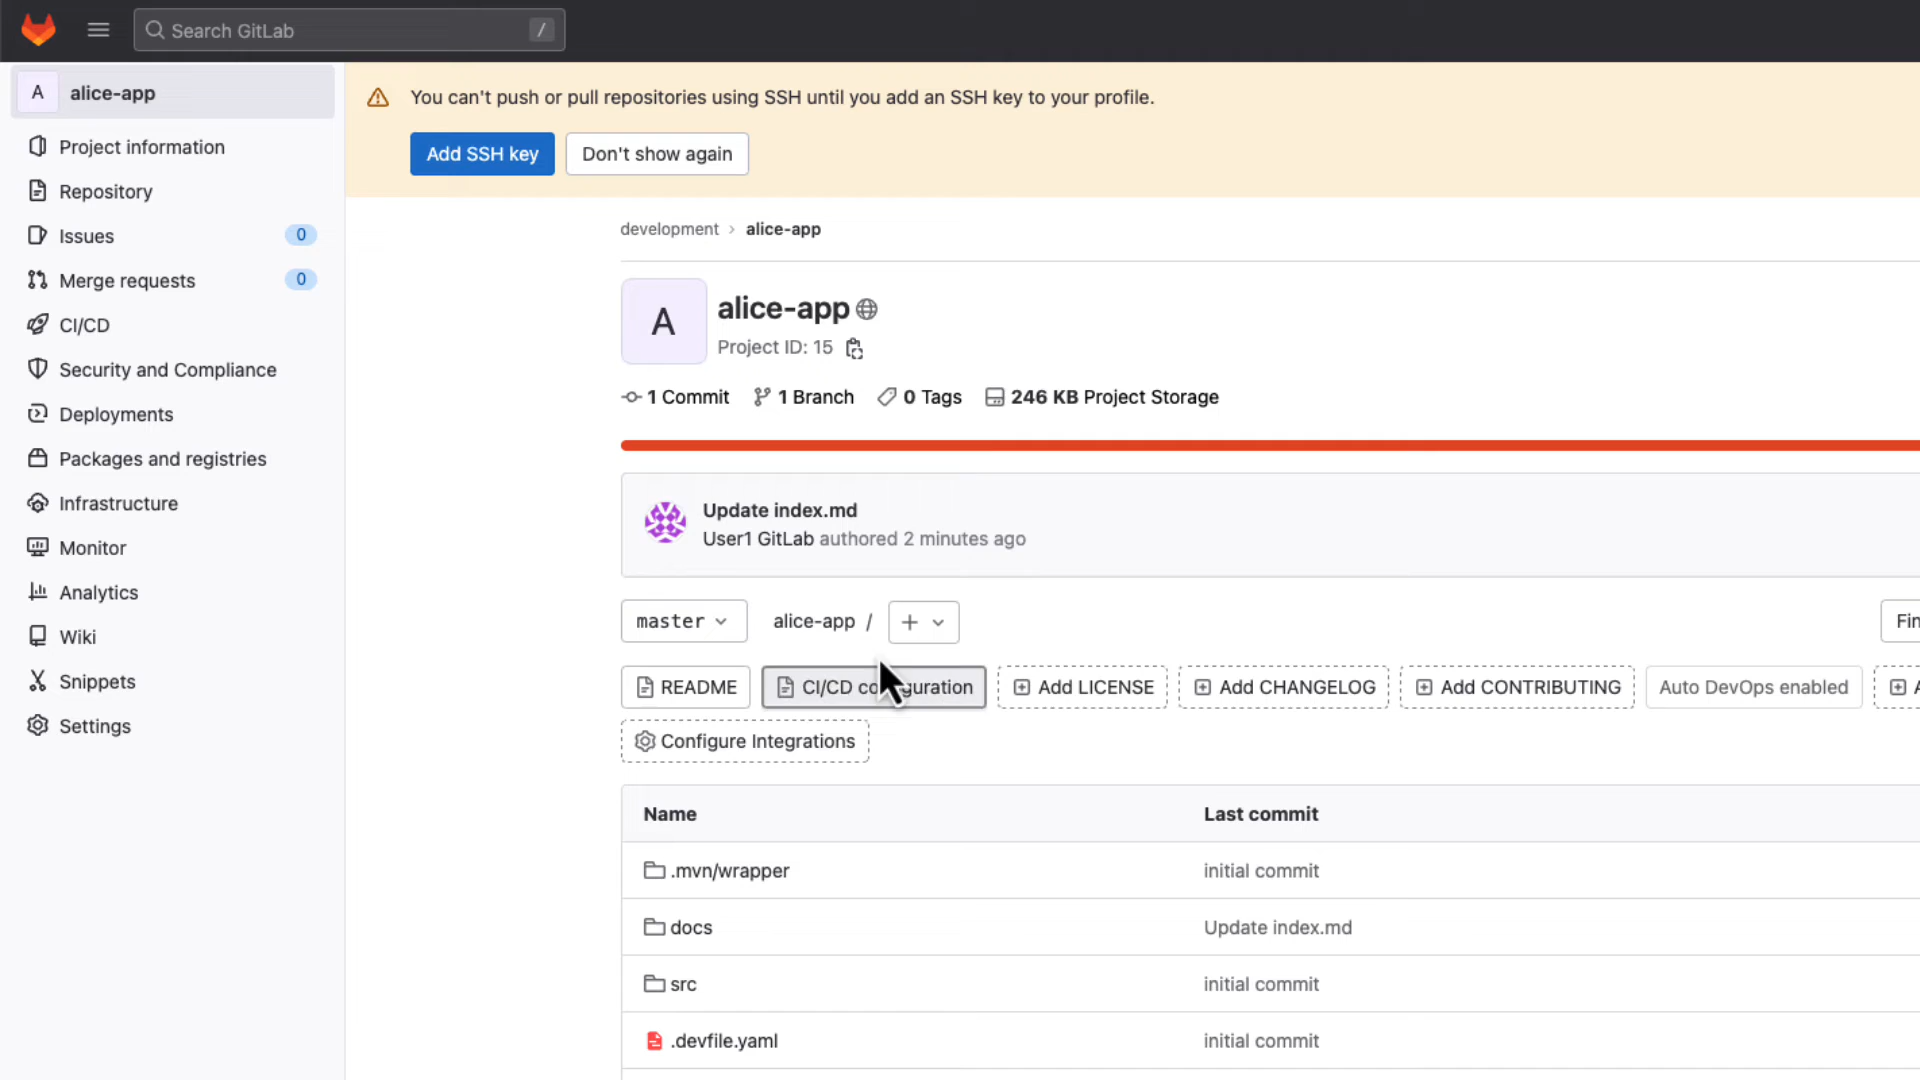 Search GitLab /
A alice-app
Project information
Repository
Issues 0
Merge requests 0
CI/CD
Security and Compliance
Deployments
Packages and registries
Infrastructure
Monitor
Analytics
Wiki
Snippets
Settings
You can't push or pull repositories using SSH until you add an SSH key to your profile.
Add SSH key Don't show again
development › alice-app
A
alice-app
Project ID: 15
1 Commit 1 Branch 0 Tags 246 KB Project Storage
Update index.md
User1 GitLab authored 2 minutes ago
master alice-app / +
README CI/CD Add LICENSE Add CHANGELOG Add CONTRIBUTING Auto DevOps enabled
Configure Integrations
Name Last commit
.mvn/wrapper initial commit
docs Update index.md
src initial commit
.devfile.yaml initial commit